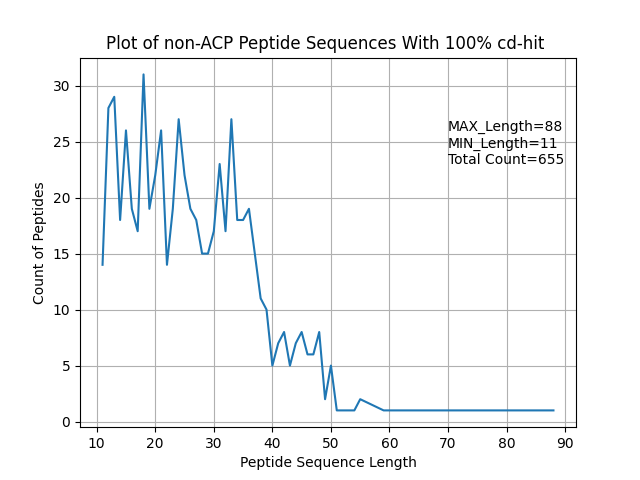 Plot of non-ACP Peptide Sequences With 100% cd-hit
30
25
20
15
10
5
0
Count of Peptides
MAX_Length=88
MIN_Length=11
Total Count=655
10 20 30 40 50 60 70 80 90
Peptide Sequence Length